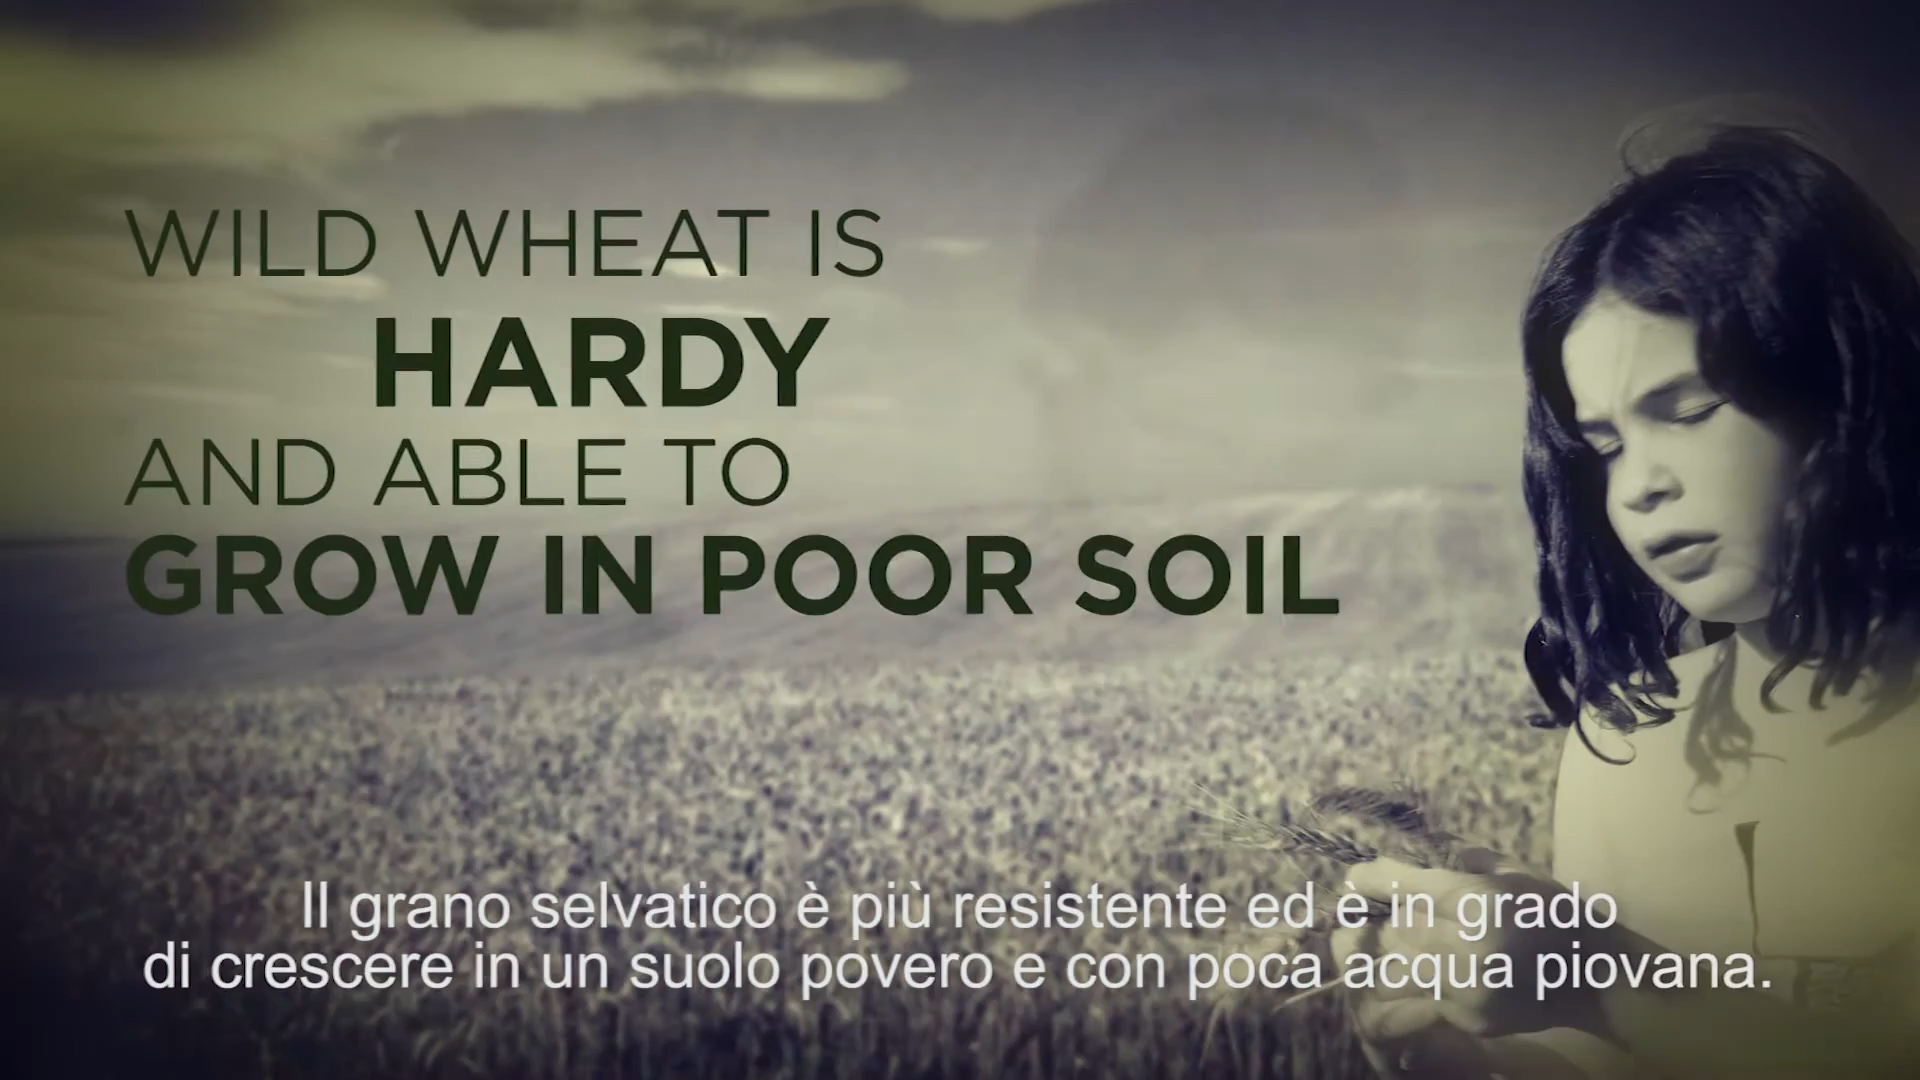 WILD WHEAT IS
HARDY
AND ABLE TO
GROW IN POOR SOIL
Il grano selvatico è più resistente ed è in grado
di crescere in un suolo povero e con poca acqua piovana.